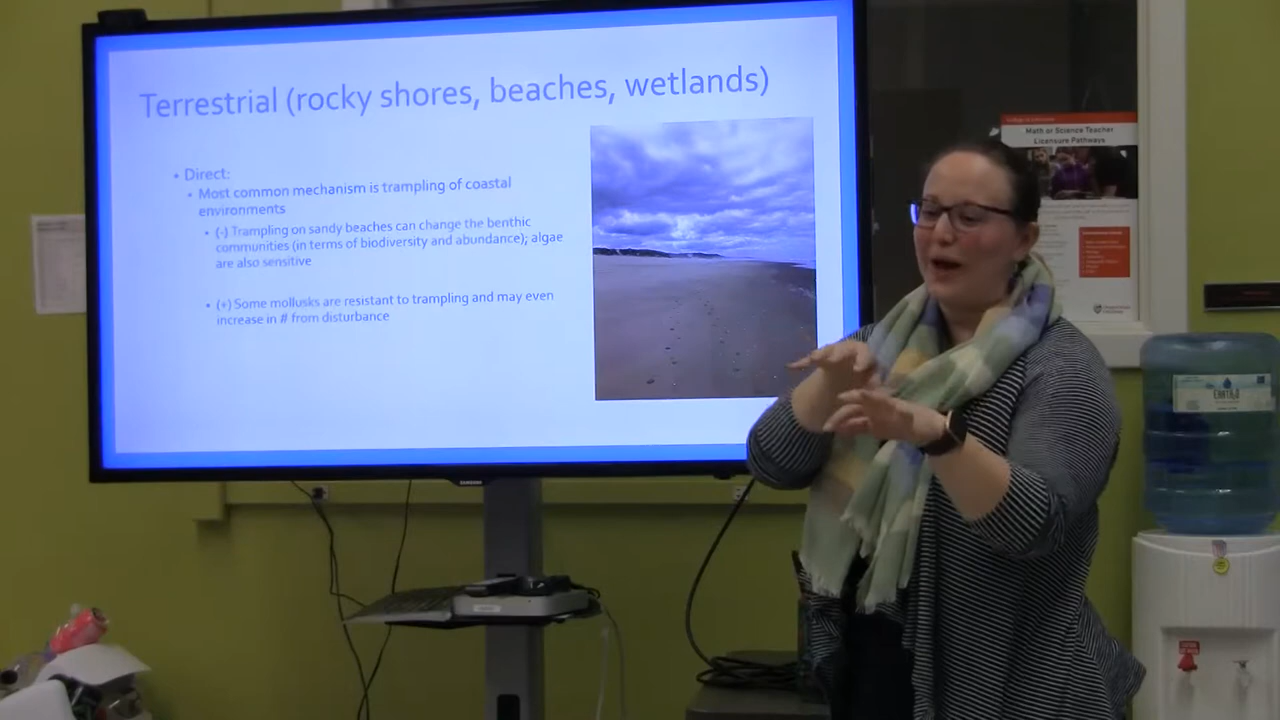 Terrestrial (rocky shores, beaches, wetlands)
• Direct:
• Most common mechanism is trampling of coastal
environments
• (-) Trampling on sandy beaches can change the benthic
communities (in terms of biodiversity and abundance); algae
are also sensitive
• (+) Some mollusks are resistant to trampling and may even
increase in # from disturbance
SAMSUNG
Math or Science Teacher
Licensure Pathways